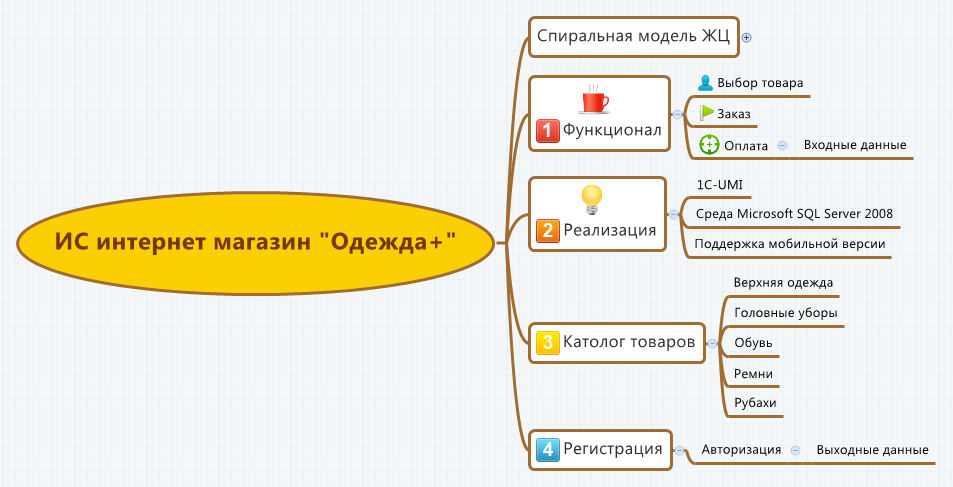 ИС интернет магазин "Одежда+"
Спиральная модель ЖЦ
1 Функционал
Выбор товара
Заказ
Оплата
Входные данные
2 Реализация
1C-UMI
Среда Microsoft SQL Server 2008
Поддержка мобильной версии
3 Католог товаров
Верхняя одежда
Головные уборы
Обувь
Ремни
Рубахи
4 Регистрация
Авторизация
Выходные данные